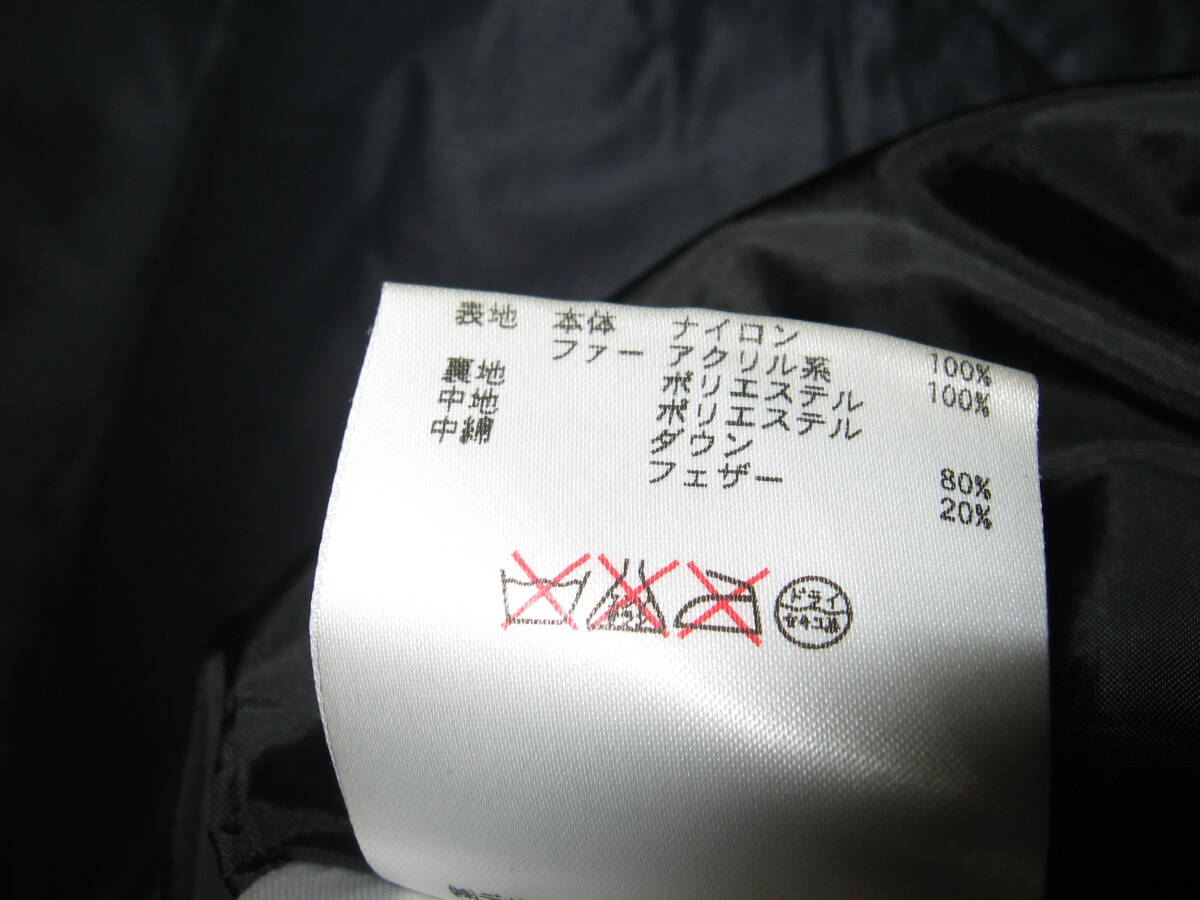 表地 本体 ナイロン 100%
ファー アクリル系 100%
裏地 ポリエステル
中地 ポリエステル
中綿 ダウン 80%
フェザー 20%
ドライ
セキユ系